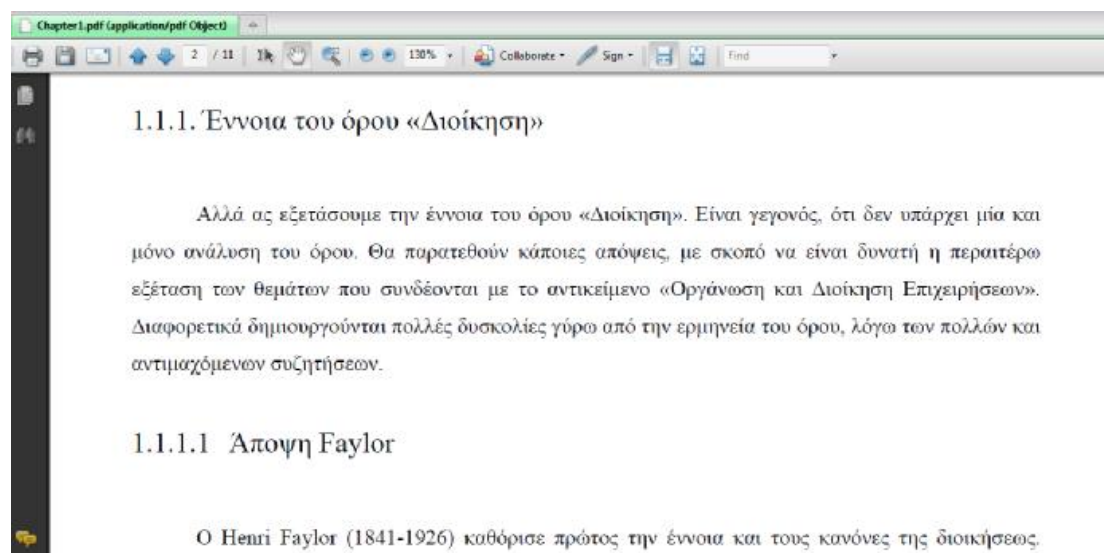 Chapter1.pdf (application/pdf Object)
2 / 11 130% Collaborate Sign Find
1.1.1. Έννοια του όρου «Διοίκηση»
Αλλά ας εξετάσουμε την έννοια του όρου «Διοίκηση». Είναι γεγονός, ότι δεν υπάρχει μία και
μόνο ανάλυση του όρου. Θα παρατεθούν κάποιες απόψεις, με σκοπό να είναι δυνατή η περαιτέρω
εξέταση των θεμάτων που συνδέονται με το αντικείμενο «Οργάνωση και Διοίκηση Επιχειρήσεων».
Διαφορετικά δημιουργούνται πολλές δυσκολίες γύρω από την ερμηνεία του όρου, λόγω των πολλών και
αντιμαχόμενων συζητήσεων.
1.1.1.1 Άποψη Faylor
Ο Henri Faylor (1841-1926) καθόρισε πρώτος την έννοια και τους κανόνες της διοικήσεως.